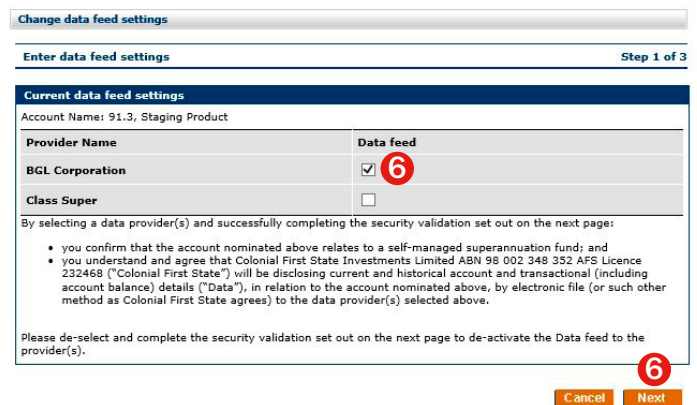 Change data feed settings
Enter data feed settings Step 1 of 3
Current data feed settings
Account Name: 91.3, Staging Product
Provider Name Data feed
BGL Corporation 6
Class Super
By selecting a data provider(s) and successfully completing the security validation set out on the next page:
• you confirm that the account nominated above relates to a self-managed superannuation fund; and
• you understand and agree that Colonial First State Investments Limited ABN 98 002 348 352 AFS Licence
232468 ("Colonial First State") will be disclosing current and historical account and transactional (including
account balance) details ("Data"), in relation to the account nominated above, by electronic file (or such other
method as Colonial First State agrees) to the data provider(s) selected above.
Please de-select and complete the security validation set out on the next page to de-activate the Data feed to the
provider(s).
6
Cancel Next